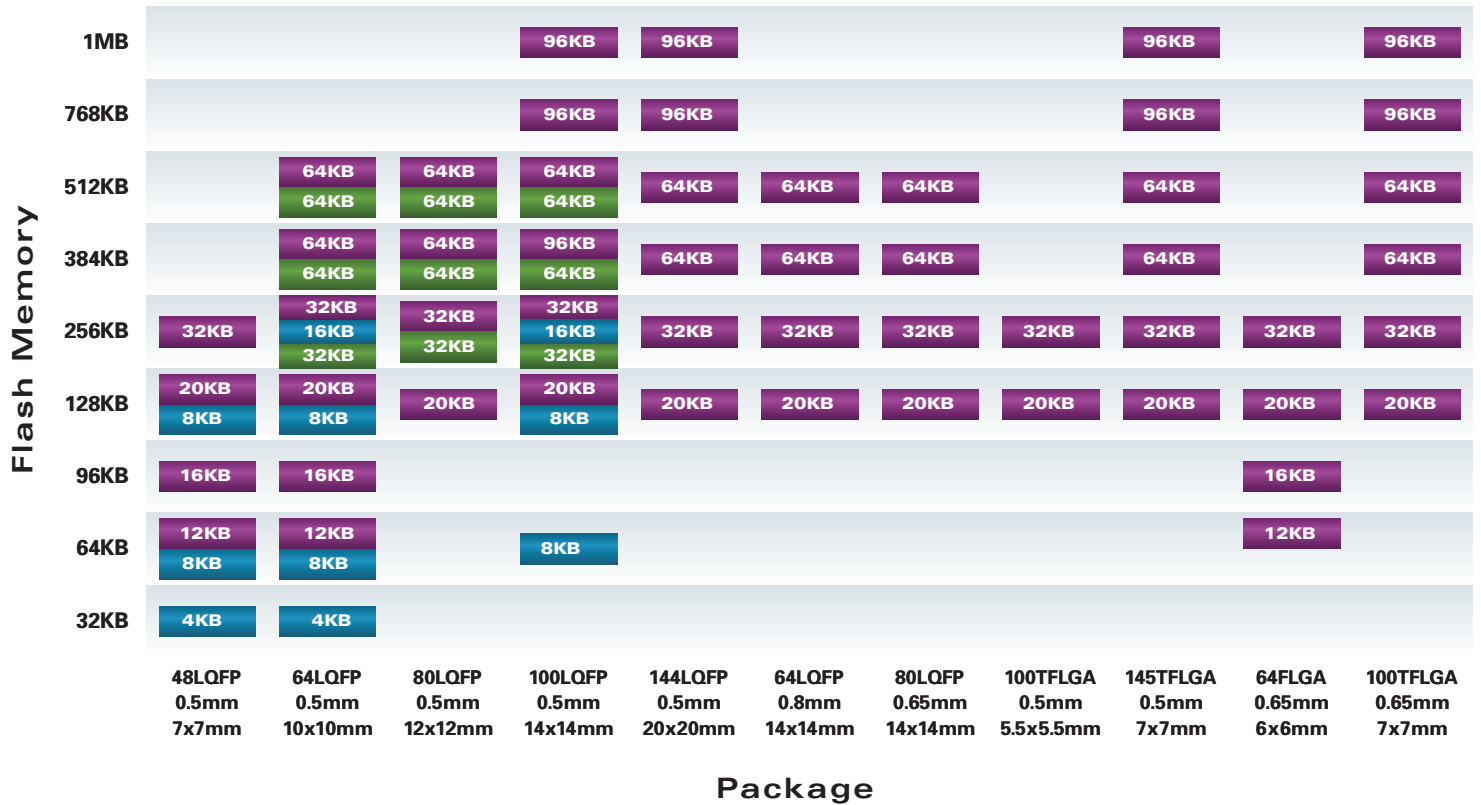 Flash Memory
1MB 96KB 96KB 96KB 96KB
768KB 96KB 96KB 96KB 96KB
64KB 64KB 64KB
512KB 64KB 64KB 64KB 64KB 64KB
64KB 64KB 64KB
64KB 64KB 96KB
384KB 64KB 64KB 64KB 64KB 64KB
64KB 64KB 64KB
32KB 32KB 32KB
256KB 32KB 16KB 16KB 32KB 32KB 32KB 32KB 32KB 32KB 32KB
32KB 32KB 32KB
20KB 20KB 20KB
128KB 20KB 20KB 20KB 20KB 20KB 20KB 20KB 20KB
8KB 8KB 8KB
96KB 16KB 16KB 16KB
12KB 12KB 12KB
64KB 8KB
8KB 8KB
32KB 4KB 4KB
48LQFP 64LQFP 80LQFP 100LQFP 144LQFP 64LQFP 80LQFP 100TFLGA 145TFLGA 64FLGA 100TFLGA
0.5mm 0.5mm 0.5mm 0.5mm 0.5mm 0.8mm 0.65mm 0.5mm 0.5mm 0.65mm 0.65mm
7x7mm 10x10mm 12x12mm 14x14mm 20x20mm 14x14mm 14x14mm 5.5x5.5mm 7x7mm 6x6mm 7x7mm
Package